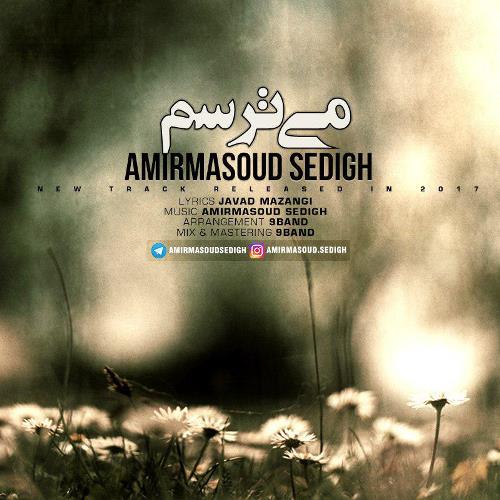 می‌ترسم
AMIRMASOUD SEDIGH
NEW TRACK RELEASED IN 2017
LYRICS JAVAD MAZANGI
MUSIC AMIRMASOUD SEDIGH
ARRANGEMENT 9BAND
MIX & MASTERING 9BAND
AMIRMASOUDSEDIGH AMIRMASOUD.SEDIGH